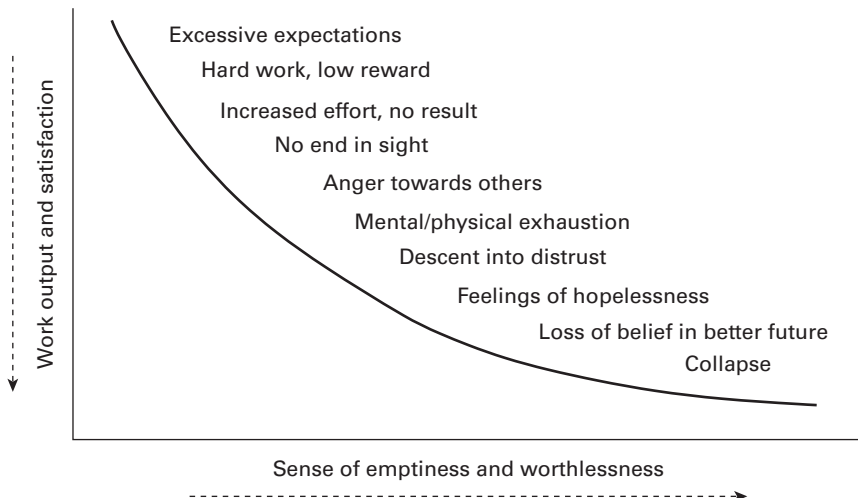 Excessive expectations
Hard work, low reward
Increased effort, no result
No end in sight
Anger towards others
Mental/physical exhaustion
Descent into distrust
Feelings of hopelessness
Loss of belief in better future
Collapse
Work output and satisfaction
Sense of emptiness and worthlessness